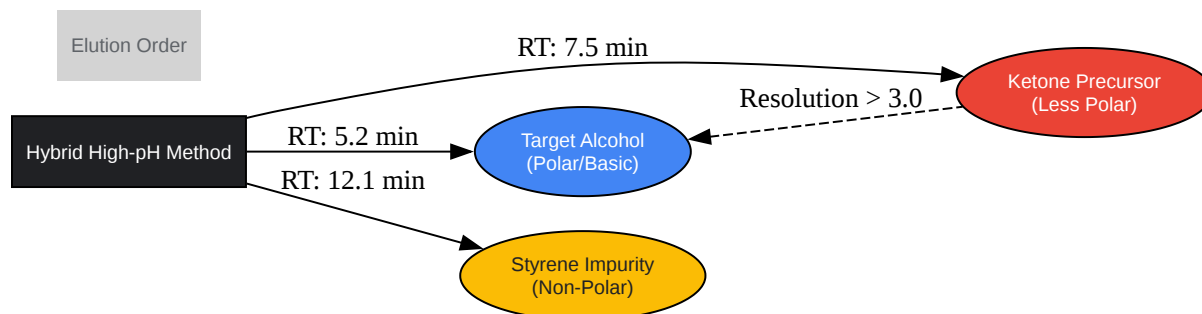 Elution Order
RT: 7.5 min
Ketone Precursor
(Less Polar)
Resolution > 3.0
Hybrid High-pH Method
RT: 5.2 min
Target Alcohol
(Polar/Basic)
RT: 12.1 min
Styrene Impurity
(Non-Polar)